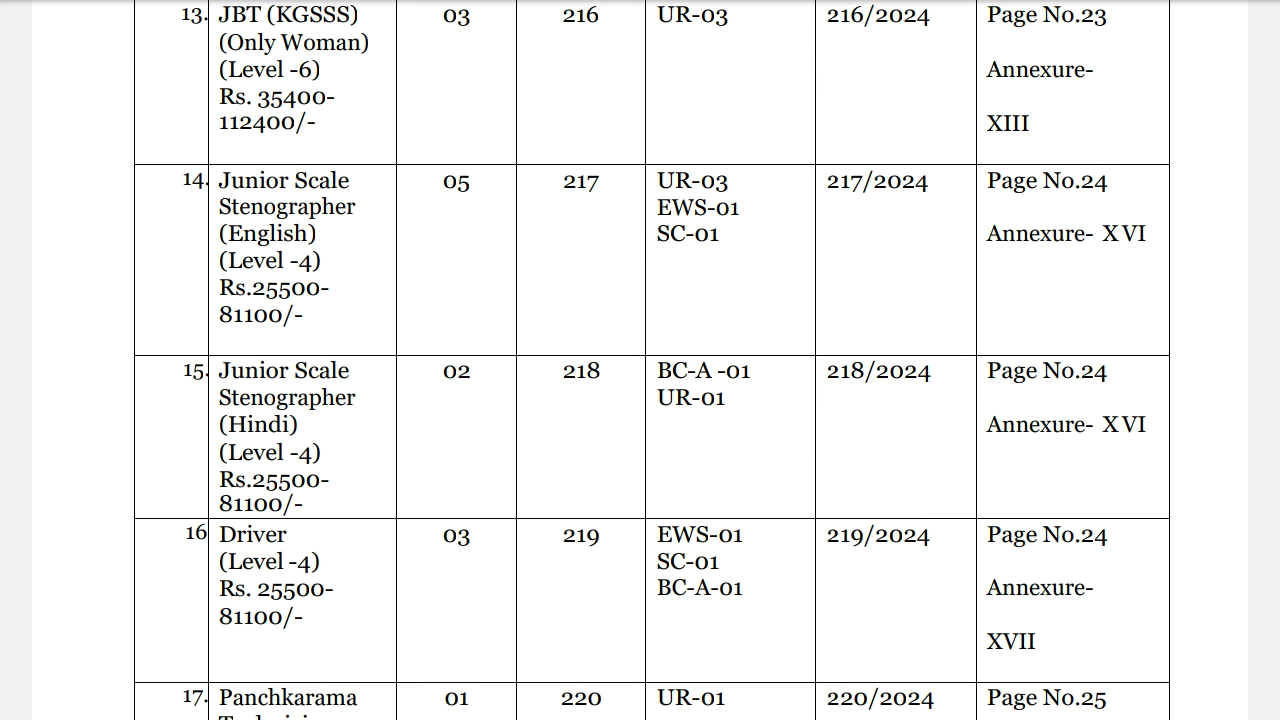 13. JBT (KGSSS) 03 216 UR-03 216/2024 Page No.23
(Only Woman)
(Level -6) Annexure-
Rs. 35400-
112400/- XIII
14. Junior Scale 05 217 UR-03 217/2024 Page No.24
Stenographer EWS-01
(English) SC-01 Annexure- XVI
(Level -4)
Rs.25500-
81100/-
15. Junior Scale 02 218 BC-A -01 218/2024 Page No.24
Stenographer UR-01
(Hindi) Annexure- XVI
(Level -4)
Rs.25500-
81100/-
16 Driver 03 219 EWS-01 219/2024 Page No.24
(Level -4) SC-01
Rs. 25500- BC-A-01 Annexure-
81100/-
XVII
17. Panchkarama 01 220 UR-01 220/2024 Page No.25